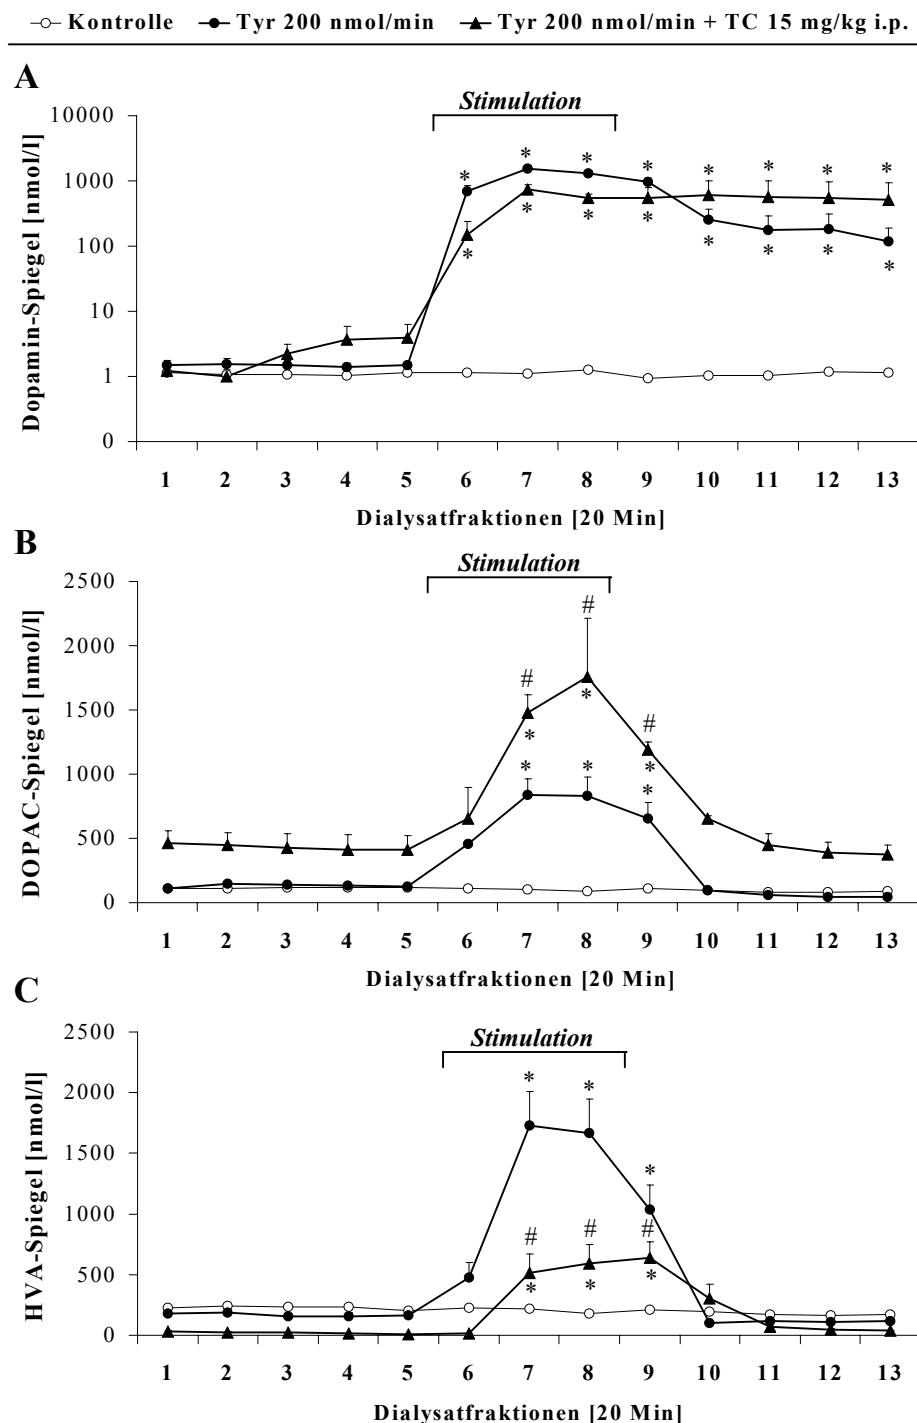 Kontrolle Tyr 200 nmol/min Tyr 200 nmol/min + TC 15 mg/kg i.p.
A
Stimulation
Dopamin-Spiegel [nmol/l]
10000
1000
100
10
1
0
* * * * * * * *
* * * * * * * *
1 2 3 4 5 6 7 8 9 10 11 12 13
Dialysatfraktionen [20 Min]
B
Stimulation
DOPAC-Spiegel [nmol/l]
2500
2000
1500
1000
500
0
# # #
* * *
* * *
1 2 3 4 5 6 7 8 9 10 11 12 13
Dialysatfraktionen [20 Min]
C
Stimulation
HVA-Spiegel [nmol/l]
2500
2000
1500
1000
500
0
* * *
# # #
* * *
1 2 3 4 5 6 7 8 9 10 11 12 13
Dialysatfraktionen [20 Min]